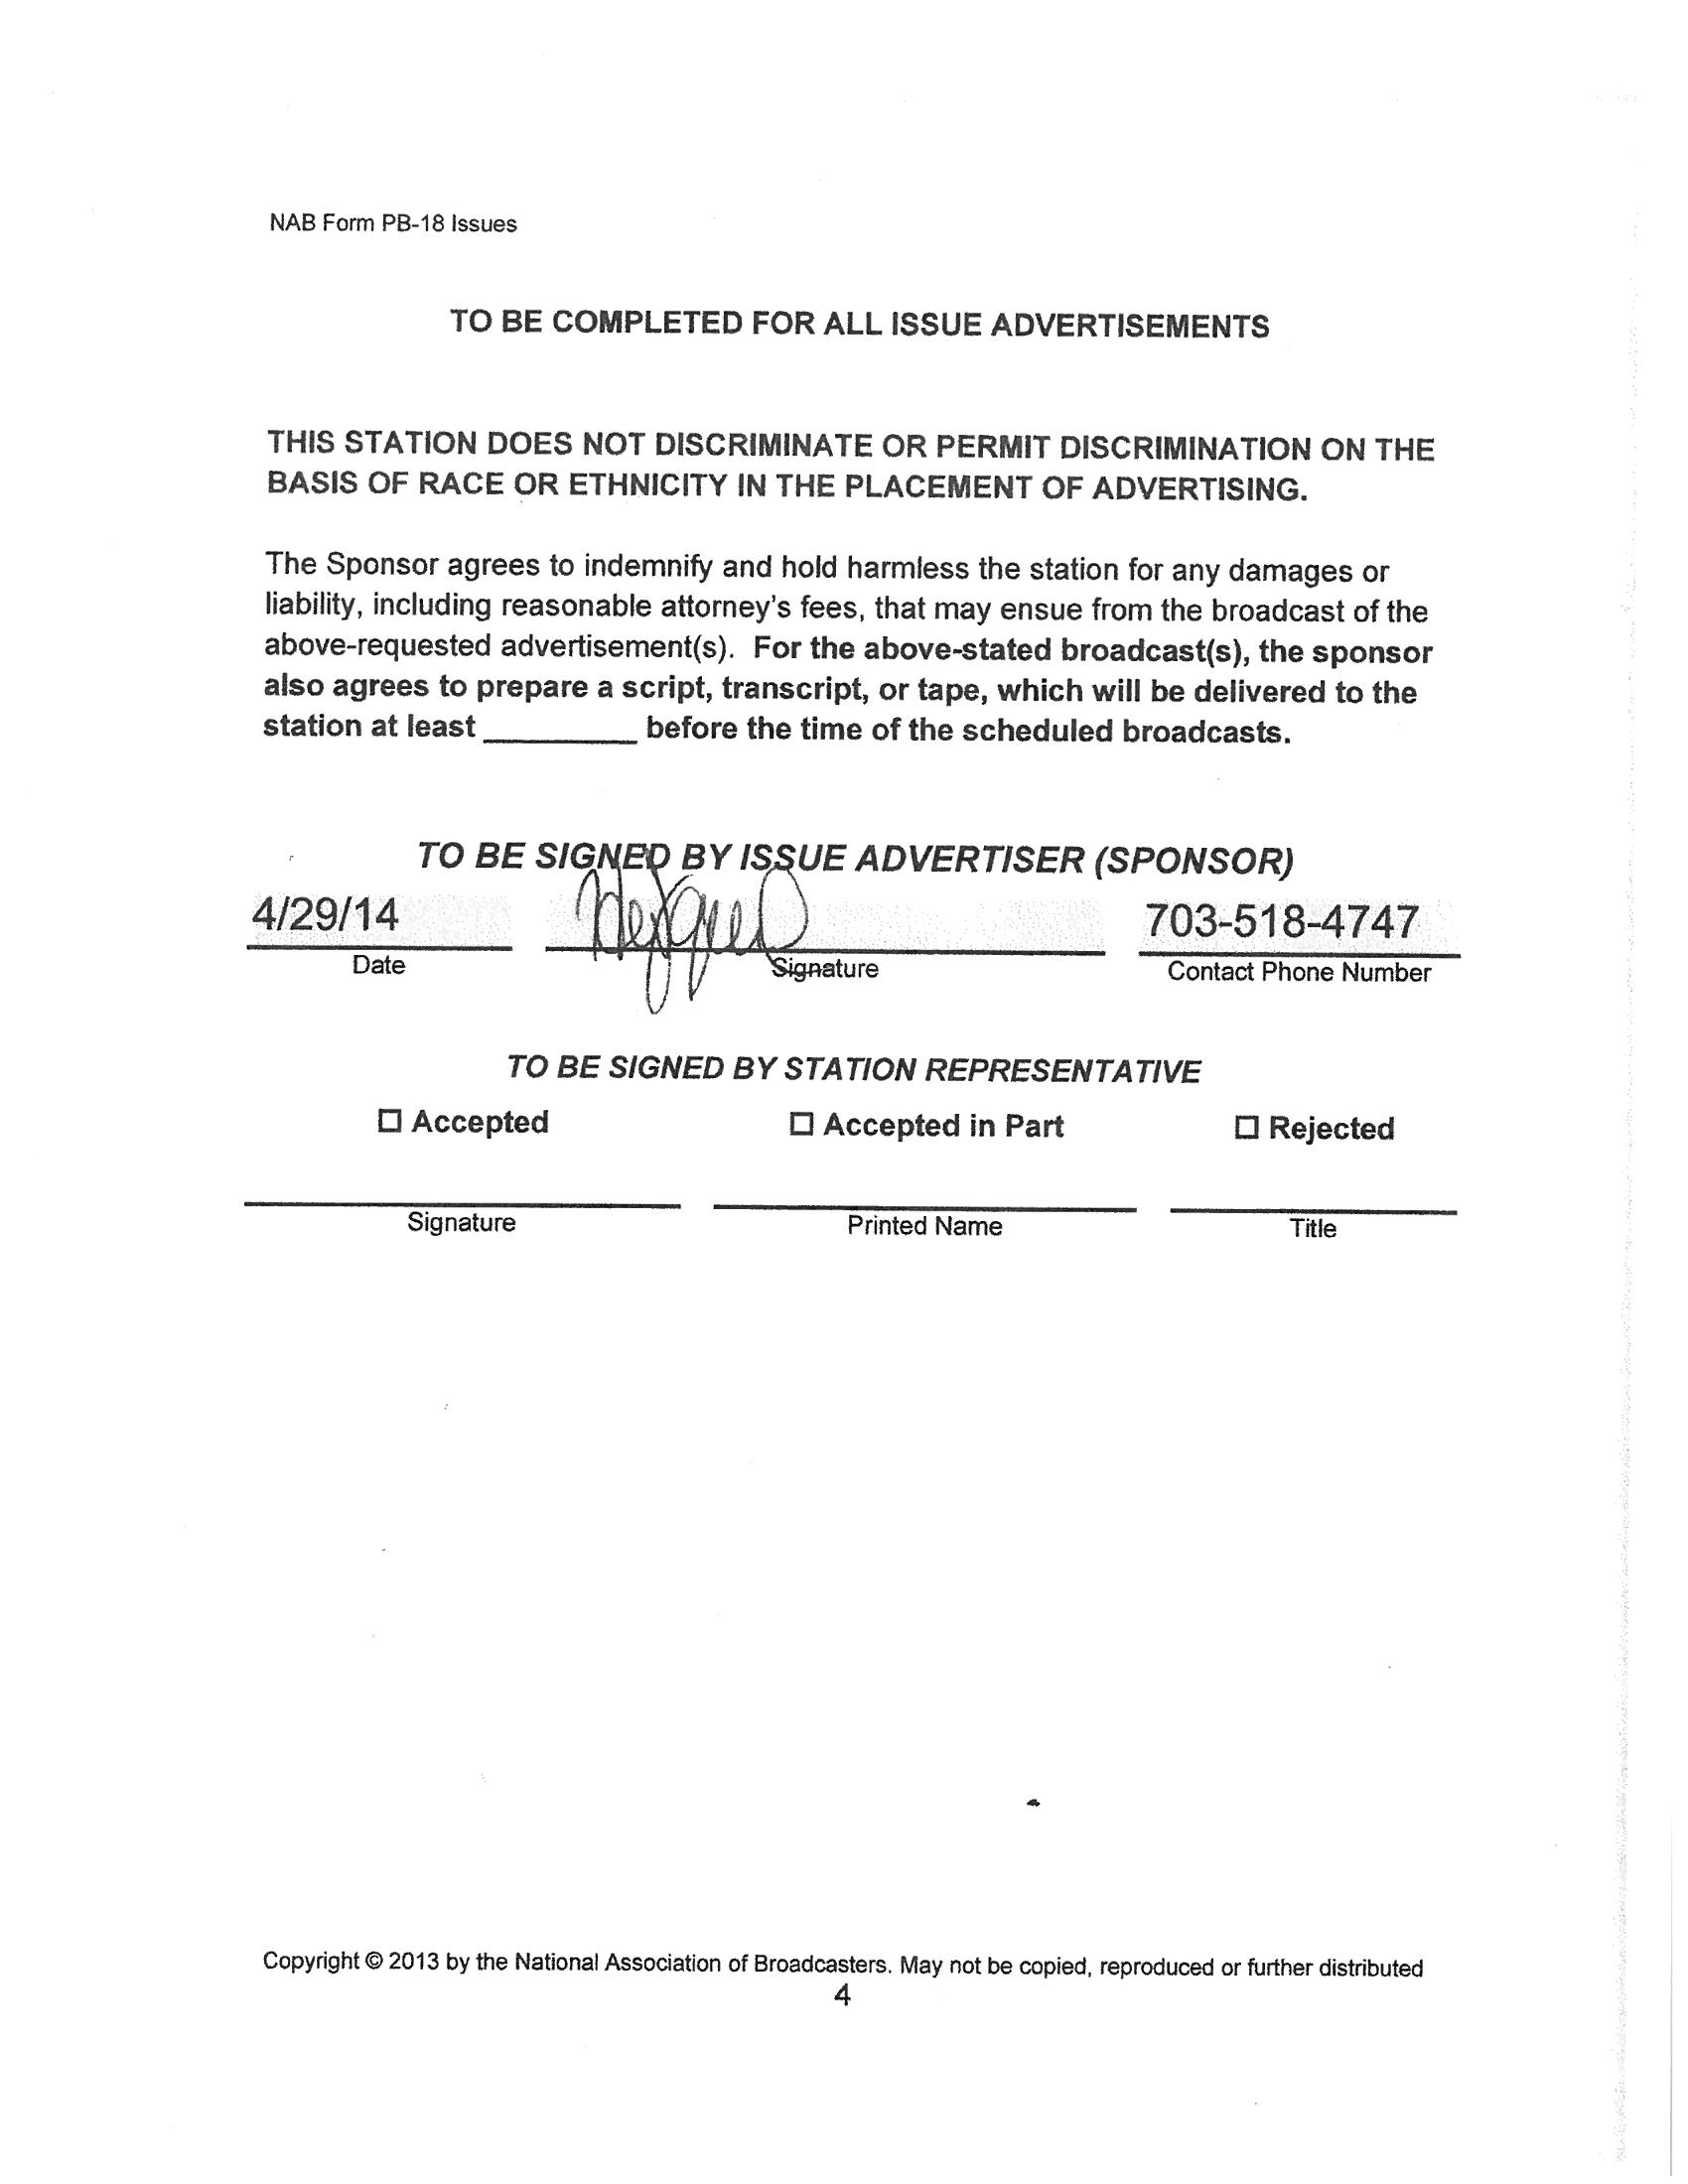 NAB Form PB-18 Issues
TO BE COMPLETED FOR ALL ISSUE ADVERTISEMENTS
THIS STATION DOES NOT DISCRIMINATE OR PERMIT DISCRIMINATION ON THE
BASIS OF RACE OR ETHNICITY IN THE PLACEMENT OF ADVERTISING.
The Sponsor agrees to indemnify and hold harmless the station for any damages or
liability, including reasonable attorney's fees, that may ensue from the broadcast of the
above-requested advertisement(s). For the above-stated broadcast(s), the sponsor
also agrees to prepare a script, transcript, or tape, which will be delivered to the
station at least _________ before the time of the scheduled broadcasts.
TO BE SIGNED BY ISSUE ADVERTISER (SPONSOR)
4/29/14 703-518-4747
Date Signature Contact Phone Number
TO BE SIGNED BY STATION REPRESENTATIVE
☐ Accepted ☐ Accepted in Part ☐ Rejected
Signature Printed Name Title
Copyright © 2013 by the National Association of Broadcasters. May not be copied, reproduced or further distributed
4